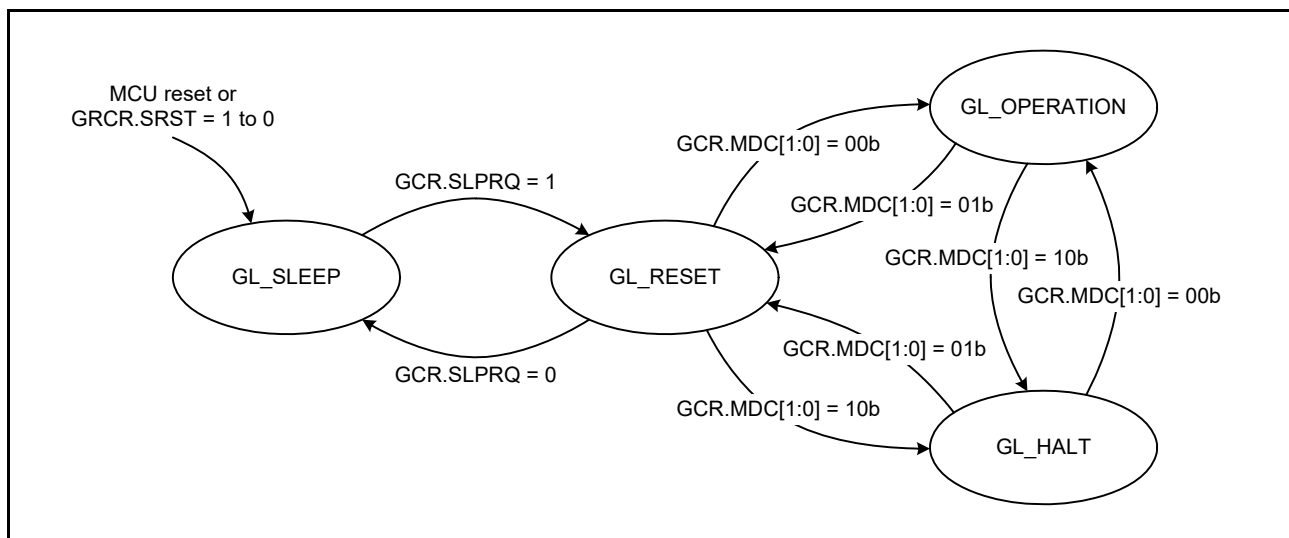 MCU reset or
GRCR.SRST = 1 to 0
GL_OPERATION
GCR.MDC[1:0] = 00b
GCR.SLPRQ = 1
GCR.MDC[1:0] = 01b
GCR.MDC[1:0] = 10b
GL_SLEEP
GL_RESET
GCR.MDC[1:0] = 00b
GCR.MDC[1:0] = 01b
GCR.SLPRQ = 0
GCR.MDC[1:0] = 10b
GL_HALT